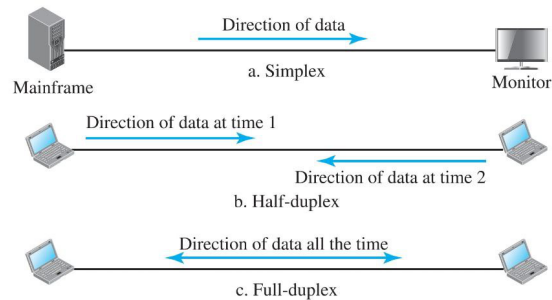 Direction of data
Mainframe
a. Simplex
Monitor
Direction of data at time 1
Direction of data at time 2
b. Half-duplex
Direction of data all the time
c. Full-duplex